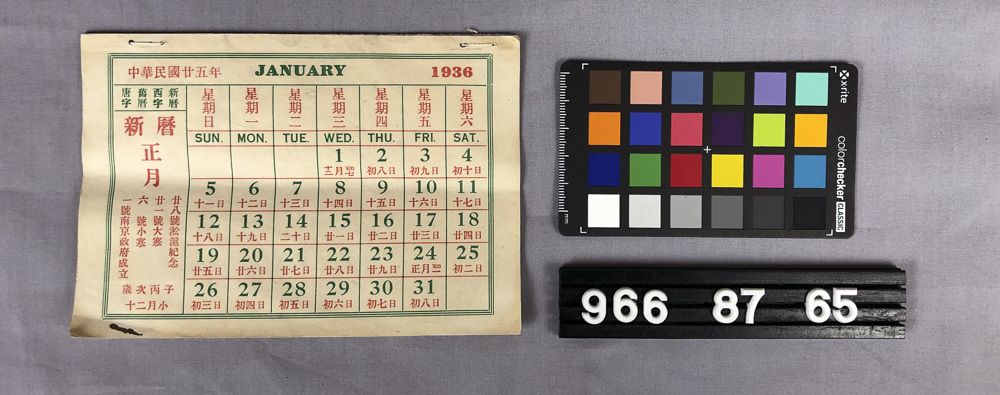 中華民國廿五年 JANUARY 1936
新曆西字
舊曆唐字
新曆
正
月
廿八號淞滬紀念
廿一號大寒
六號小寒
一號南京政府成立
歲次丙子
十二月小
星期日 星期一 星期二 星期三 星期四 星期五 星期六
SUN. MON. TUE. WED. THU. FRI. SAT.
1 2 3 4
十二月初七 初八日 初九日 初十日
5 6 7 8 9 10 11
十一日 十二日 十三日 十四日 十五日 十六日 十七日
12 13 14 15 16 17 18
十八日 十九日 二十日 廿一日 廿二日 廿三日 廿四日
19 20 21 22 23 24 25
廿五日 廿六日 廿七日 廿八日 廿九日 正月初一 初二日
26 27 28 29 30 31
初三日 初四日 初五日 初六日 初七日 初八日
x-rite
colorchecker CLASSIC
mm
966 87 65